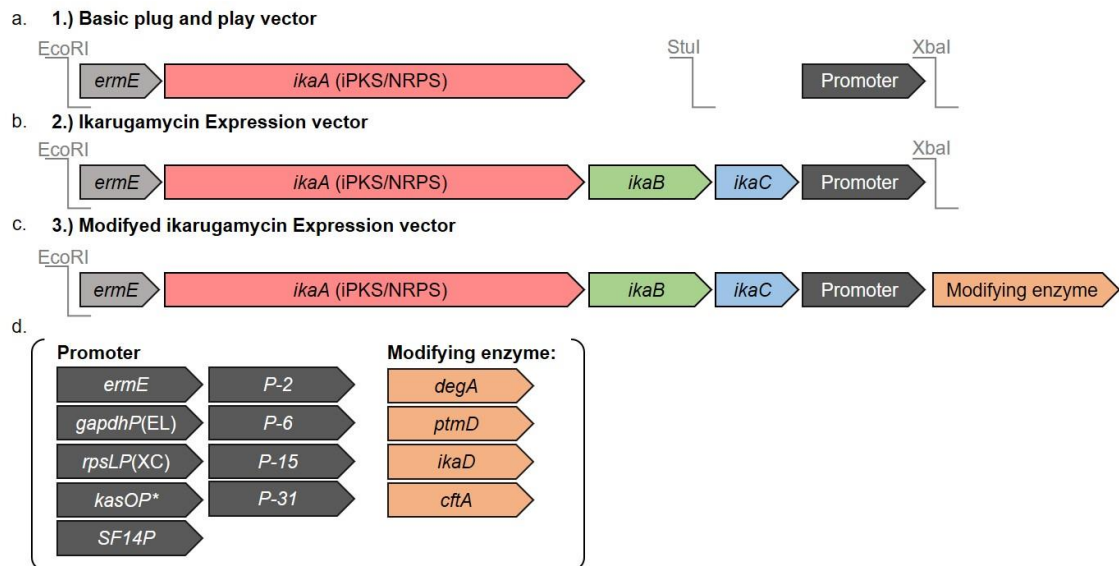 a. 1.) Basic plug and play vector
EcoRI StuI XbaI
ermE ikaA (iPKS/NRPS) Promoter
b. 2.) Ikarugamycin Expression vector
EcoRI XbaI
ermE ikaA (iPKS/NRPS) ikaB ikaC Promoter
c. 3.) Modifyed ikarugamycin Expression vector
EcoRI
ermE ikaA (iPKS/NRPS) ikaB ikaC Promoter Modifying enzyme
d.
Promoter Modifying enzyme:
ermE P-2 degA
gapdhP(EL) P-6 ptmD
rpsLP(XC) P-15 ikaD
kasOP* P-31 cftA
SF14P